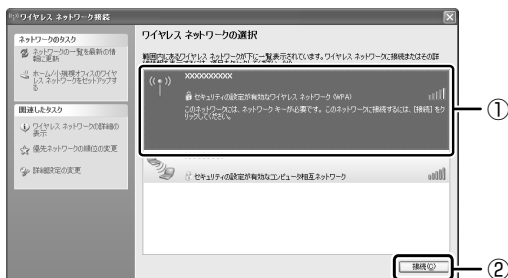 ワイヤレス ネットワーク接続
ネットワークのタスク
ネットワークの一覧を最新の情
報に更新
ホーム/小規模オフィスのワイヤ
レス ネットワークをセットアップす
る
関連したタスク
ワイヤレス ネットワークの詳細の
表示
優先ネットワークの順位の変更
詳細設定の変更
ワイヤレス ネットワークの選択
範囲内にあるワイヤレス ネットワークが下に一覧表示されています。ワイヤレス ネットワークに接続またはその詳
XXXXXXXXXX
セキュリティの設定が有効なワイヤレス ネットワーク (WPA)
このネットワークには、ネットワーク キーが必要です。このネットワークに接続するには、[接続] をク
リックしてください。
セキュリティの設定が有効なコンピュータ相互ネットワーク
接続(C)
①
②